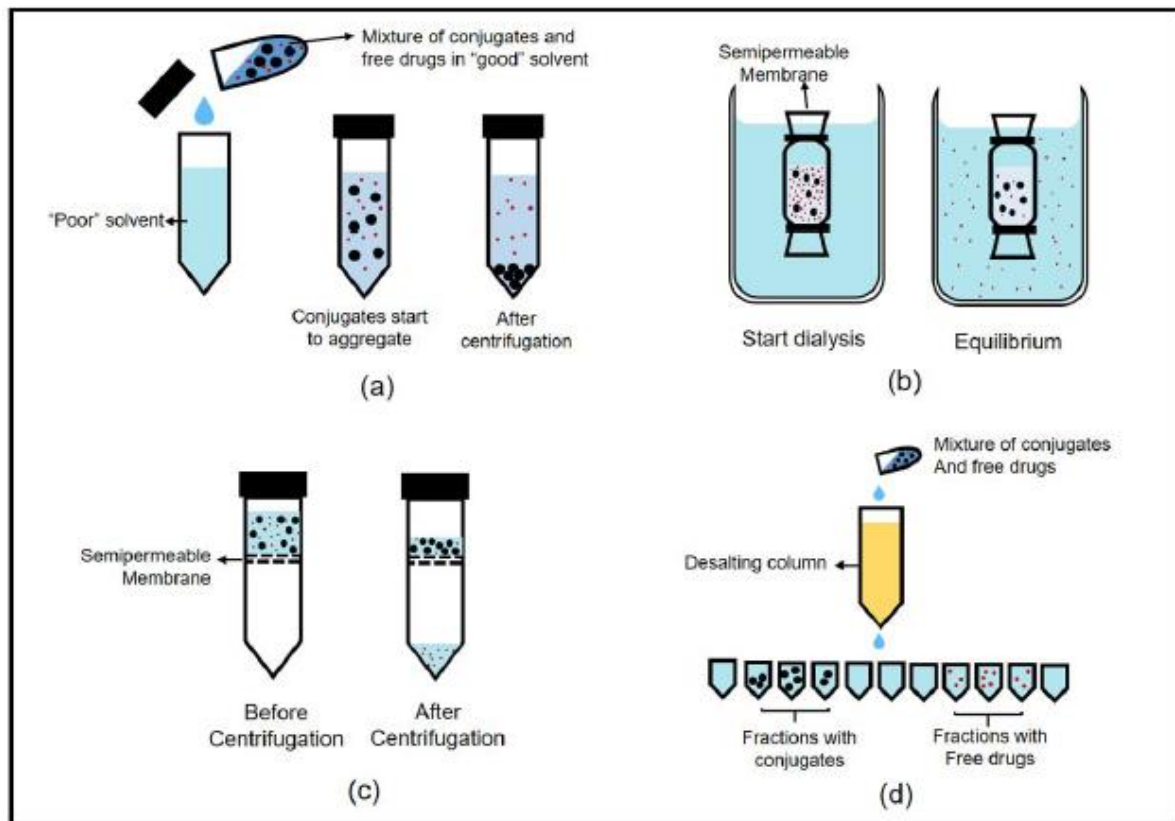 Mixture of conjugates and
free drugs in “good” solvent
“Poor” solvent
Conjugates start
to aggregate
After
centrifugation
(a)
Semipermeable
Membrane
Start dialysis
Equilibrium
(b)
Semipermeable
Membrane
Before
Centrifugation
After
Centrifugation
(c)
Mixture of conjugates
And free drugs
Desalting column
Fractions with
conjugates
Fractions with
Free drugs
(d)